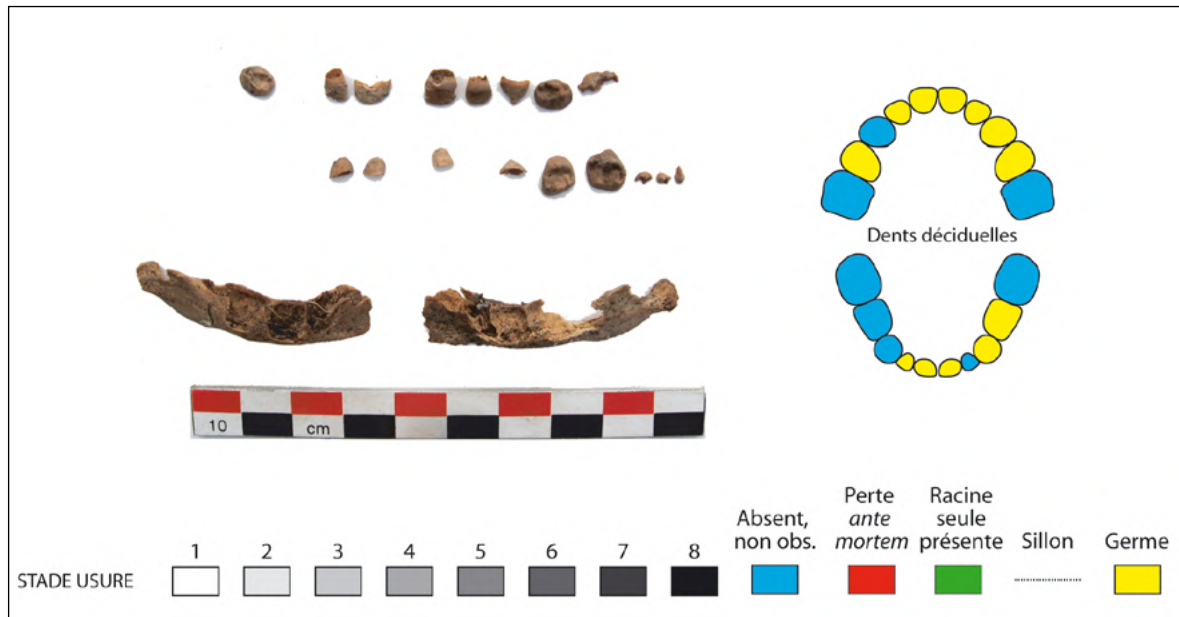 Dents déciduelles
10 cm
Absent,
non obs.
Perte
ante
mortem
Racine
seule
présente
Sillon
Germe
1 2 3 4 5 6 7 8
STADE USURE